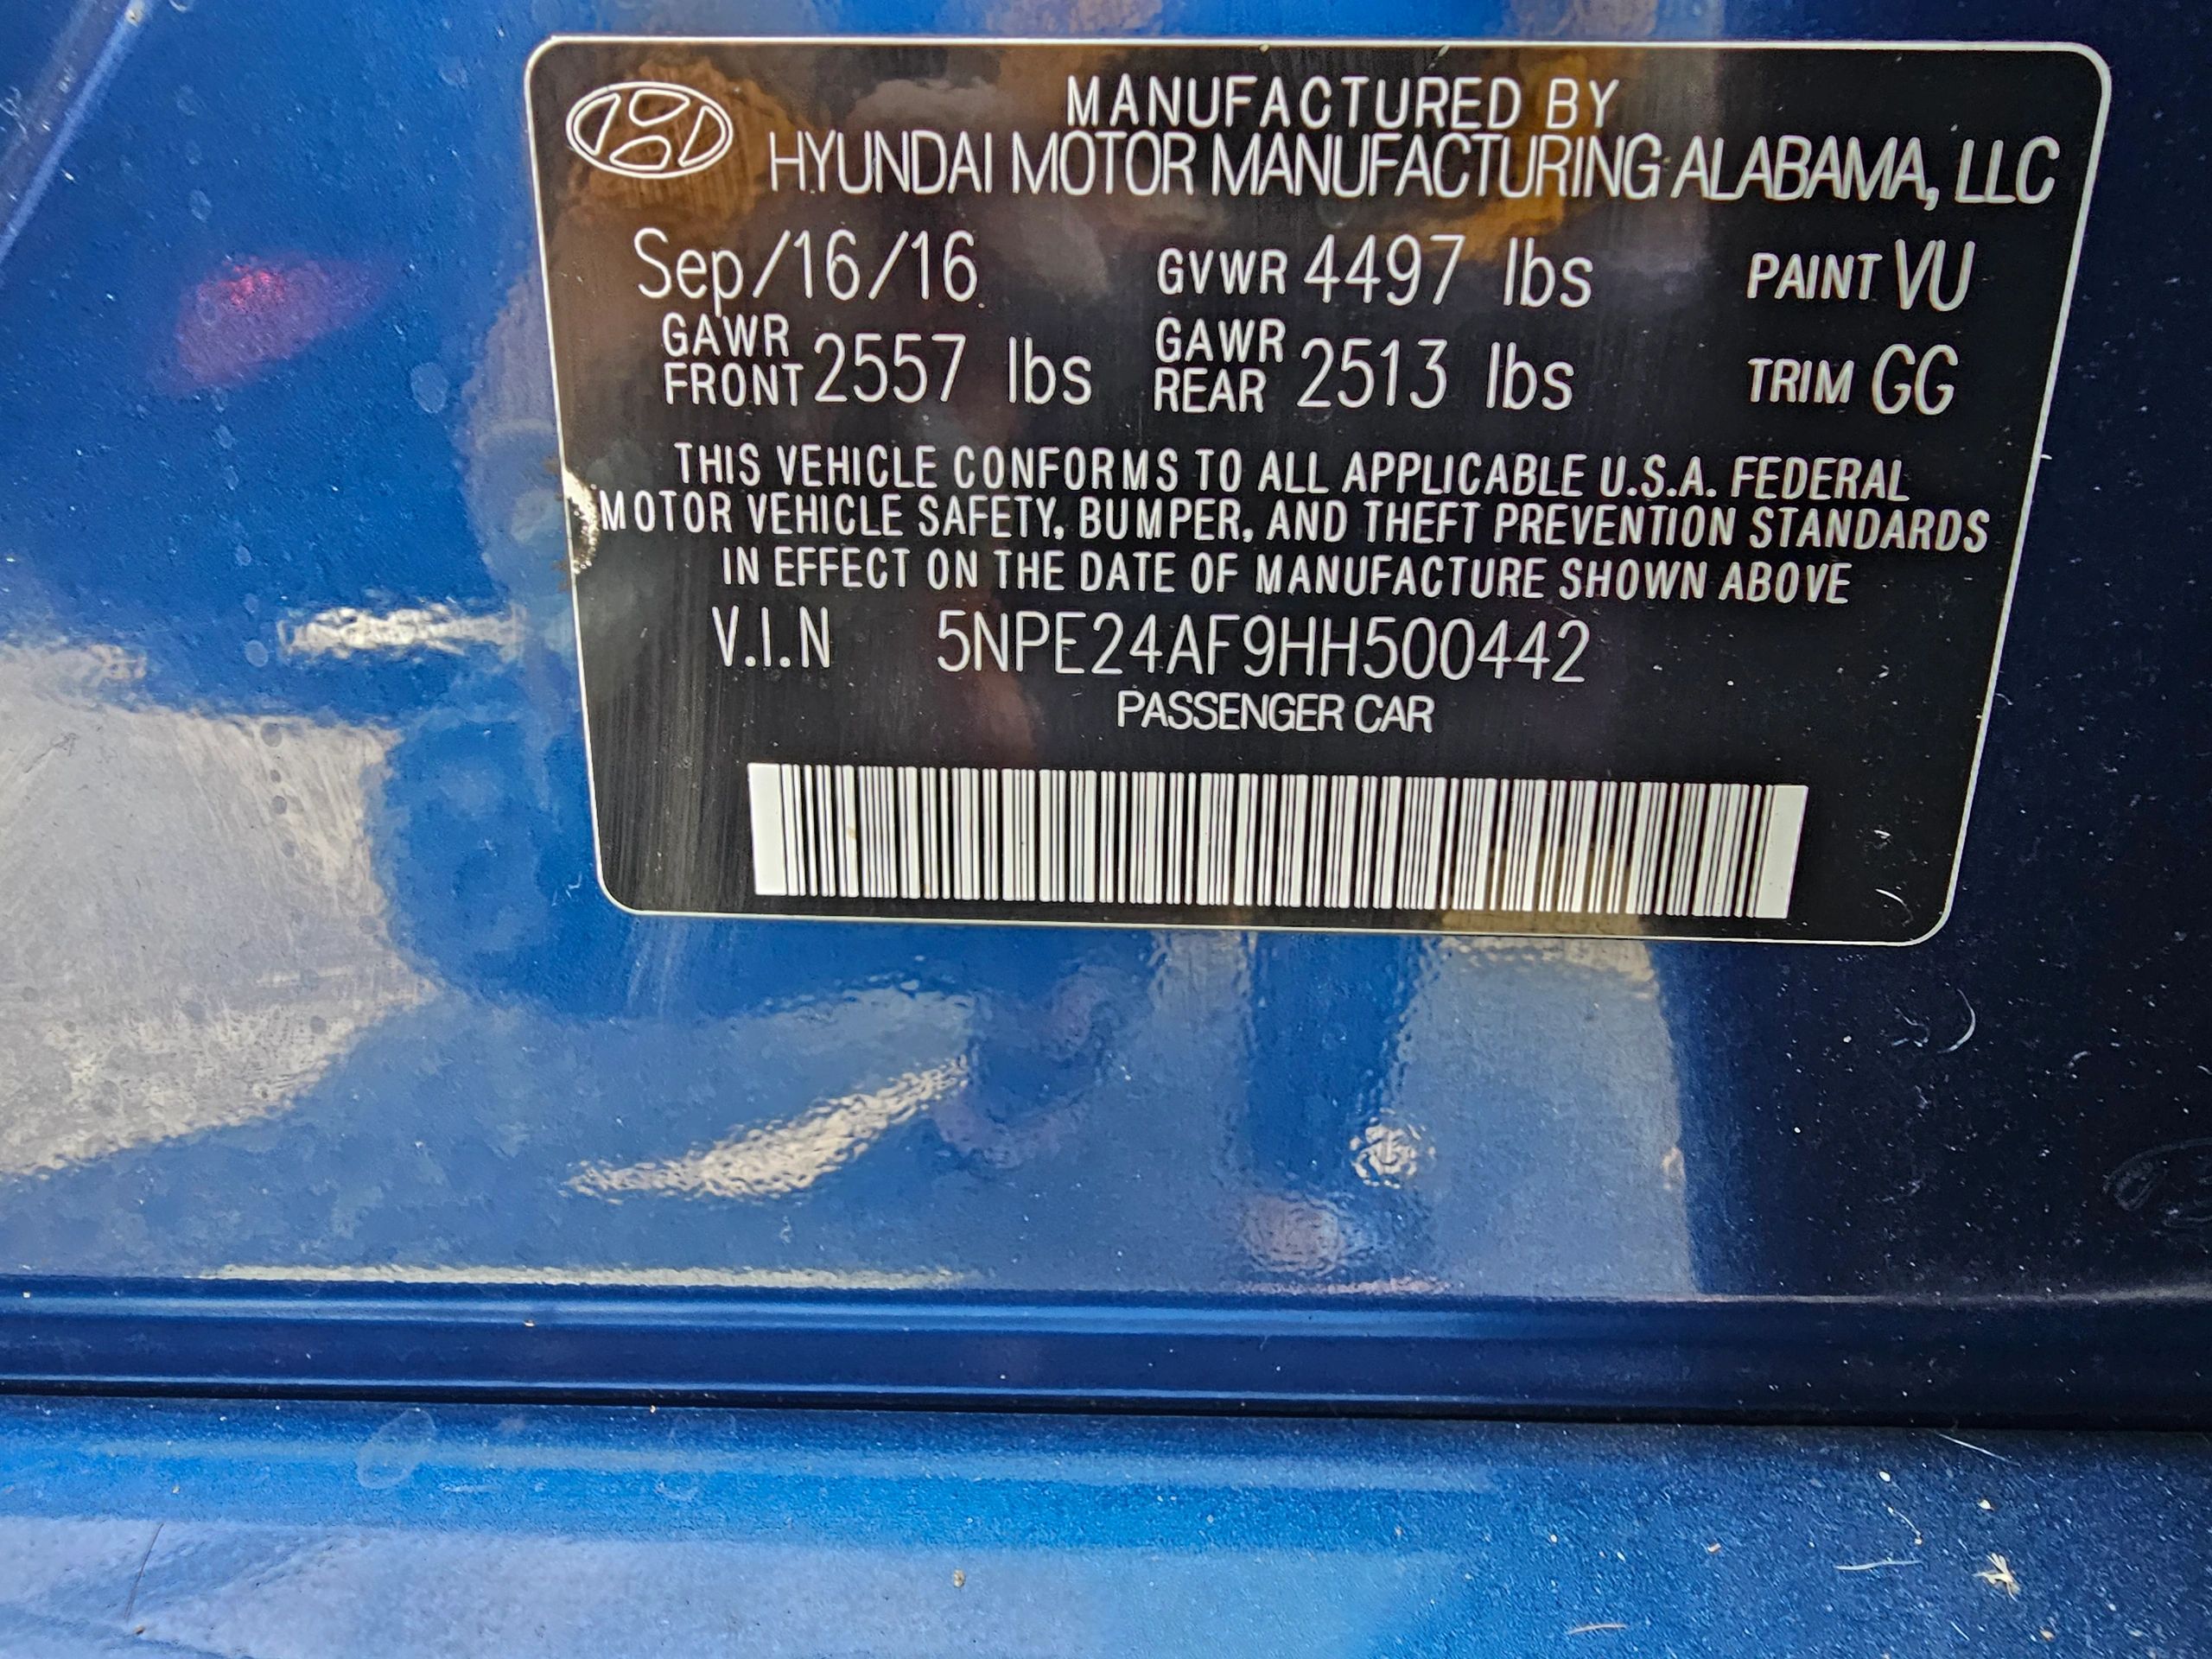 MANUFACTURED BY
HYUNDAI MOTOR MANUFACTURING ALABAMA, LLC
Sep/16/16 GVWR 4497 lbs PAINT VU
GAWR FRONT 2557 lbs GAWR REAR 2513 lbs TRIM GG
THIS VEHICLE CONFORMS TO ALL APPLICABLE U.S.A. FEDERAL
MOTOR VEHICLE SAFETY, BUMPER, AND THEFT PREVENTION STANDARDS
IN EFFECT ON THE DATE OF MANUFACTURE SHOWN ABOVE
V.I.N 5NPE24AF9HH500442
PASSENGER CAR